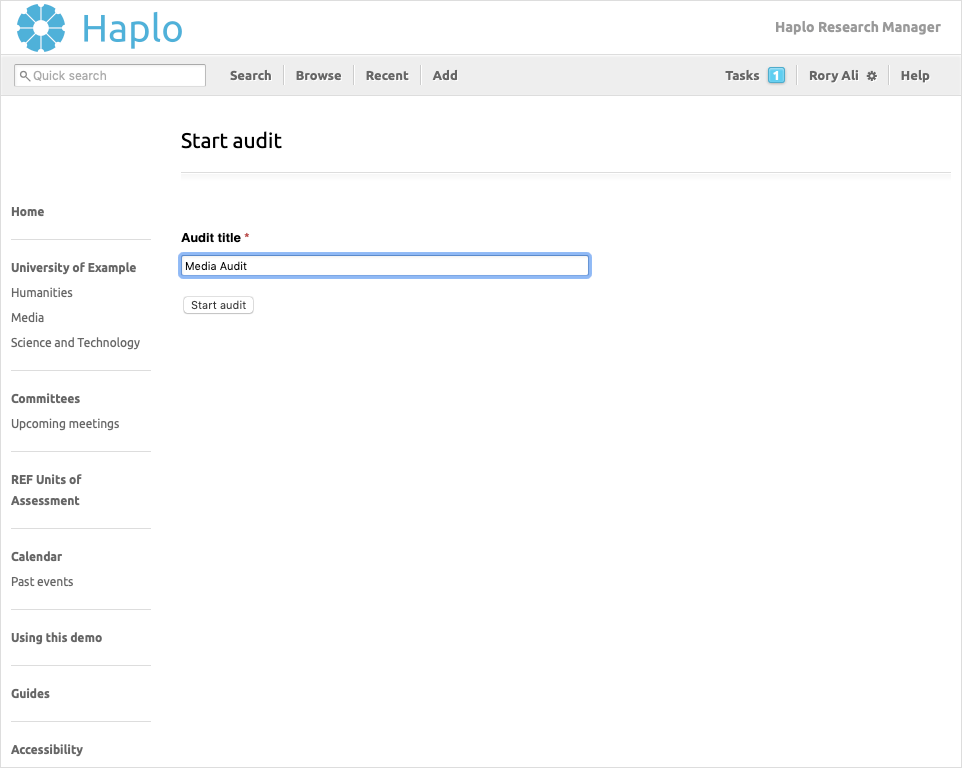 Haplo
Haplo Research Manager
Quick search
Search
Browse
Recent
Add
Tasks 1
Rory Ali
Help
Start audit
Home
University of Example
Humanities
Media
Science and Technology
Committees
Upcoming meetings
REF Units of
Assessment
Calendar
Past events
Using this demo
Guides
Accessibility
Audit title *
Media Audit
Start audit